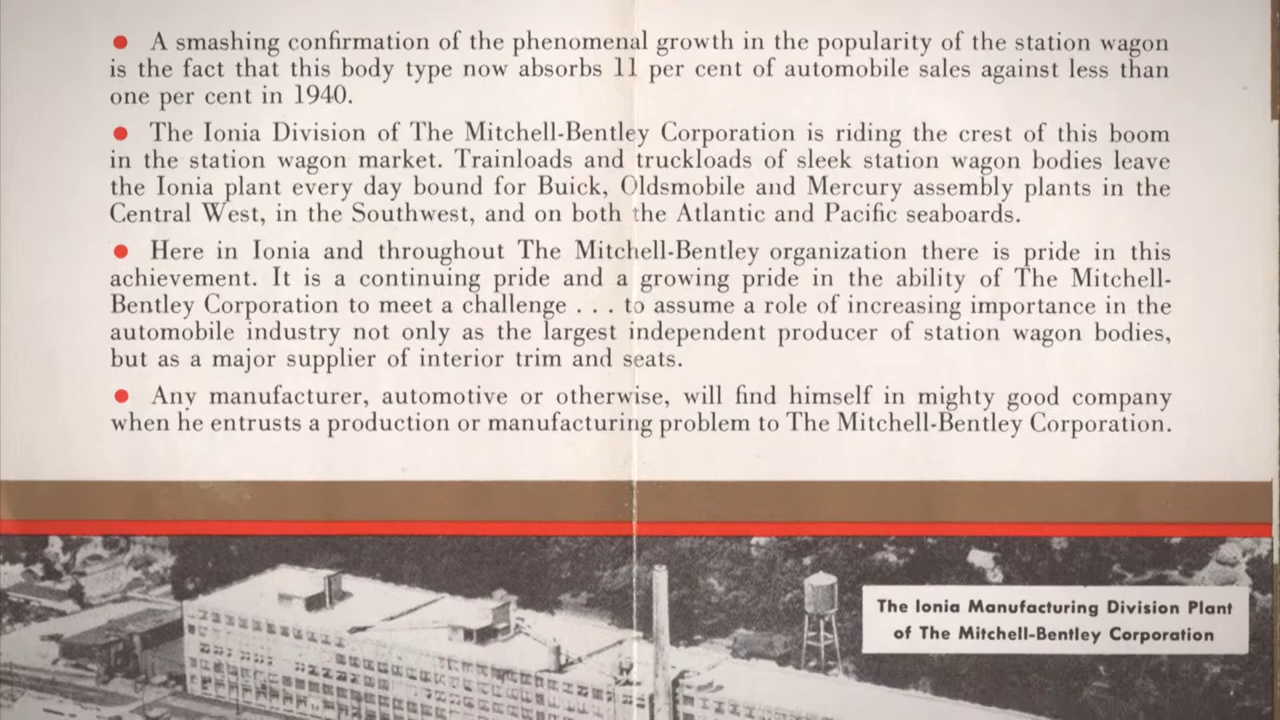 • A smashing confirmation of the phenomenal growth in the popularity of the station wagon
is the fact that this body type now absorbs 11 per cent of automobile sales against less than
one per cent in 1940.
• The Ionia Division of The Mitchell-Bentley Corporation is riding the crest of this boom
in the station wagon market. Trainloads and truckloads of sleek station wagon bodies leave
the Ionia plant every day bound for Buick, Oldsmobile and Mercury assembly plants in the
Central West, in the Southwest, and on both the Atlantic and Pacific seaboards.
• Here in Ionia and throughout The Mitchell-Bentley organization there is pride in this
achievement. It is a continuing pride and a growing pride in the ability of The Mitchell-
Bentley Corporation to meet a challenge . . . to assume a role of increasing importance in the
automobile industry not only as the largest independent producer of station wagon bodies,
but as a major supplier of interior trim and seats.
• Any manufacturer, automotive or otherwise, will find himself in mighty good company
when he entrusts a production or manufacturing problem to The Mitchell-Bentley Corporation.
The Ionia Manufacturing Division Plant
of The Mitchell-Bentley Corporation